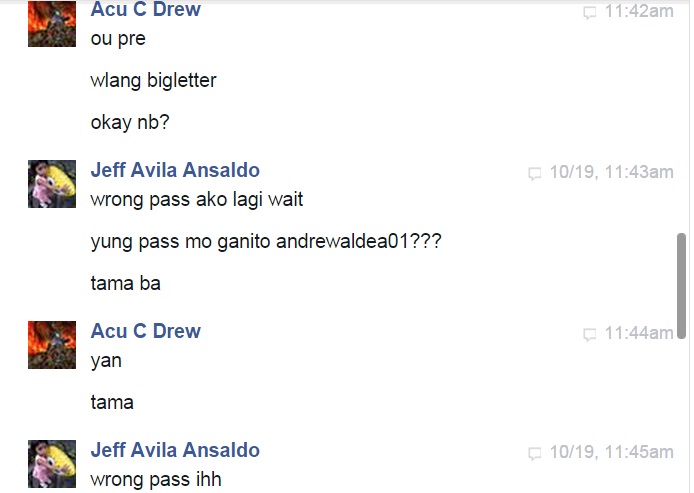 Acu C Drew 11:42am
ou pre
wlang bigletter
okay nb?
Jeff Avila Ansaldo 10/19, 11:43am
wrong pass ako lagi wait
yung pass mo ganito andrewaldea01???
tama ba
Acu C Drew 11:44am
yan
tama
Jeff Avila Ansaldo 10/19, 11:45am
wrong pass ihh